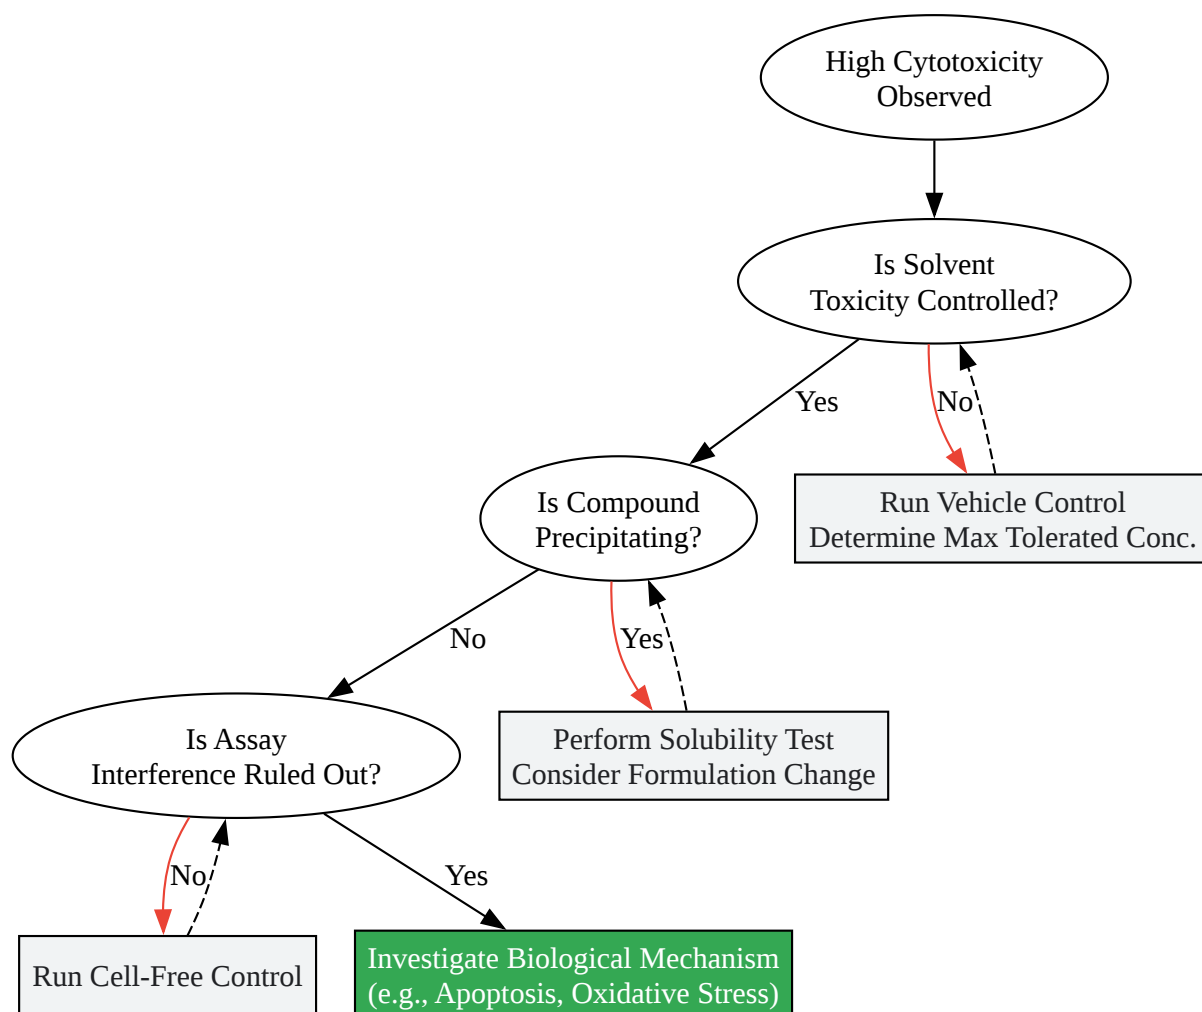 High Cytotoxicity
Observed
Is Solvent
Toxicity Controlled?
Yes
No
Is Compound
Precipitating?
Run Vehicle Control
Determine Max Tolerated Conc.
No
Yes
Is Assay
Interference Ruled Out?
Perform Solubility Test
Consider Formulation Change
No
Yes
Run Cell-Free Control
Investigate Biological Mechanism
(e.g., Apoptosis, Oxidative Stress)